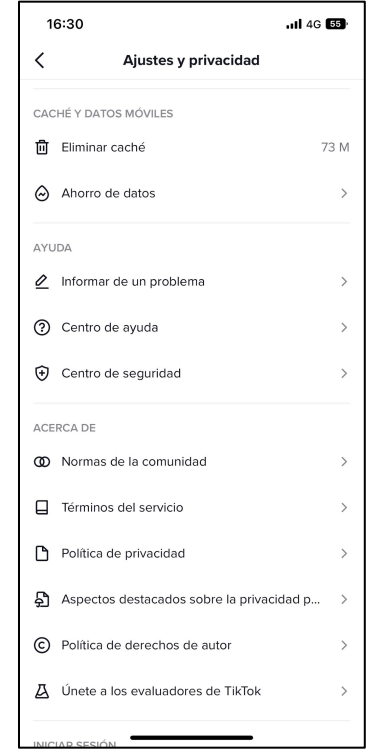 16:30
4G 55
Ajustes y privacidad
CACHÉ Y DATOS MÓVILES
Eliminar caché 73 M
Ahorro de datos
AYUDA
Informar de un problema
Centro de ayuda
Centro de seguridad
ACERCA DE
Normas de la comunidad
Términos del servicio
Política de privacidad
Aspectos destacados sobre la privacidad p...
Política de derechos de autor
Únete a los evaluadores de TikTok
INICIAR SESIÓN